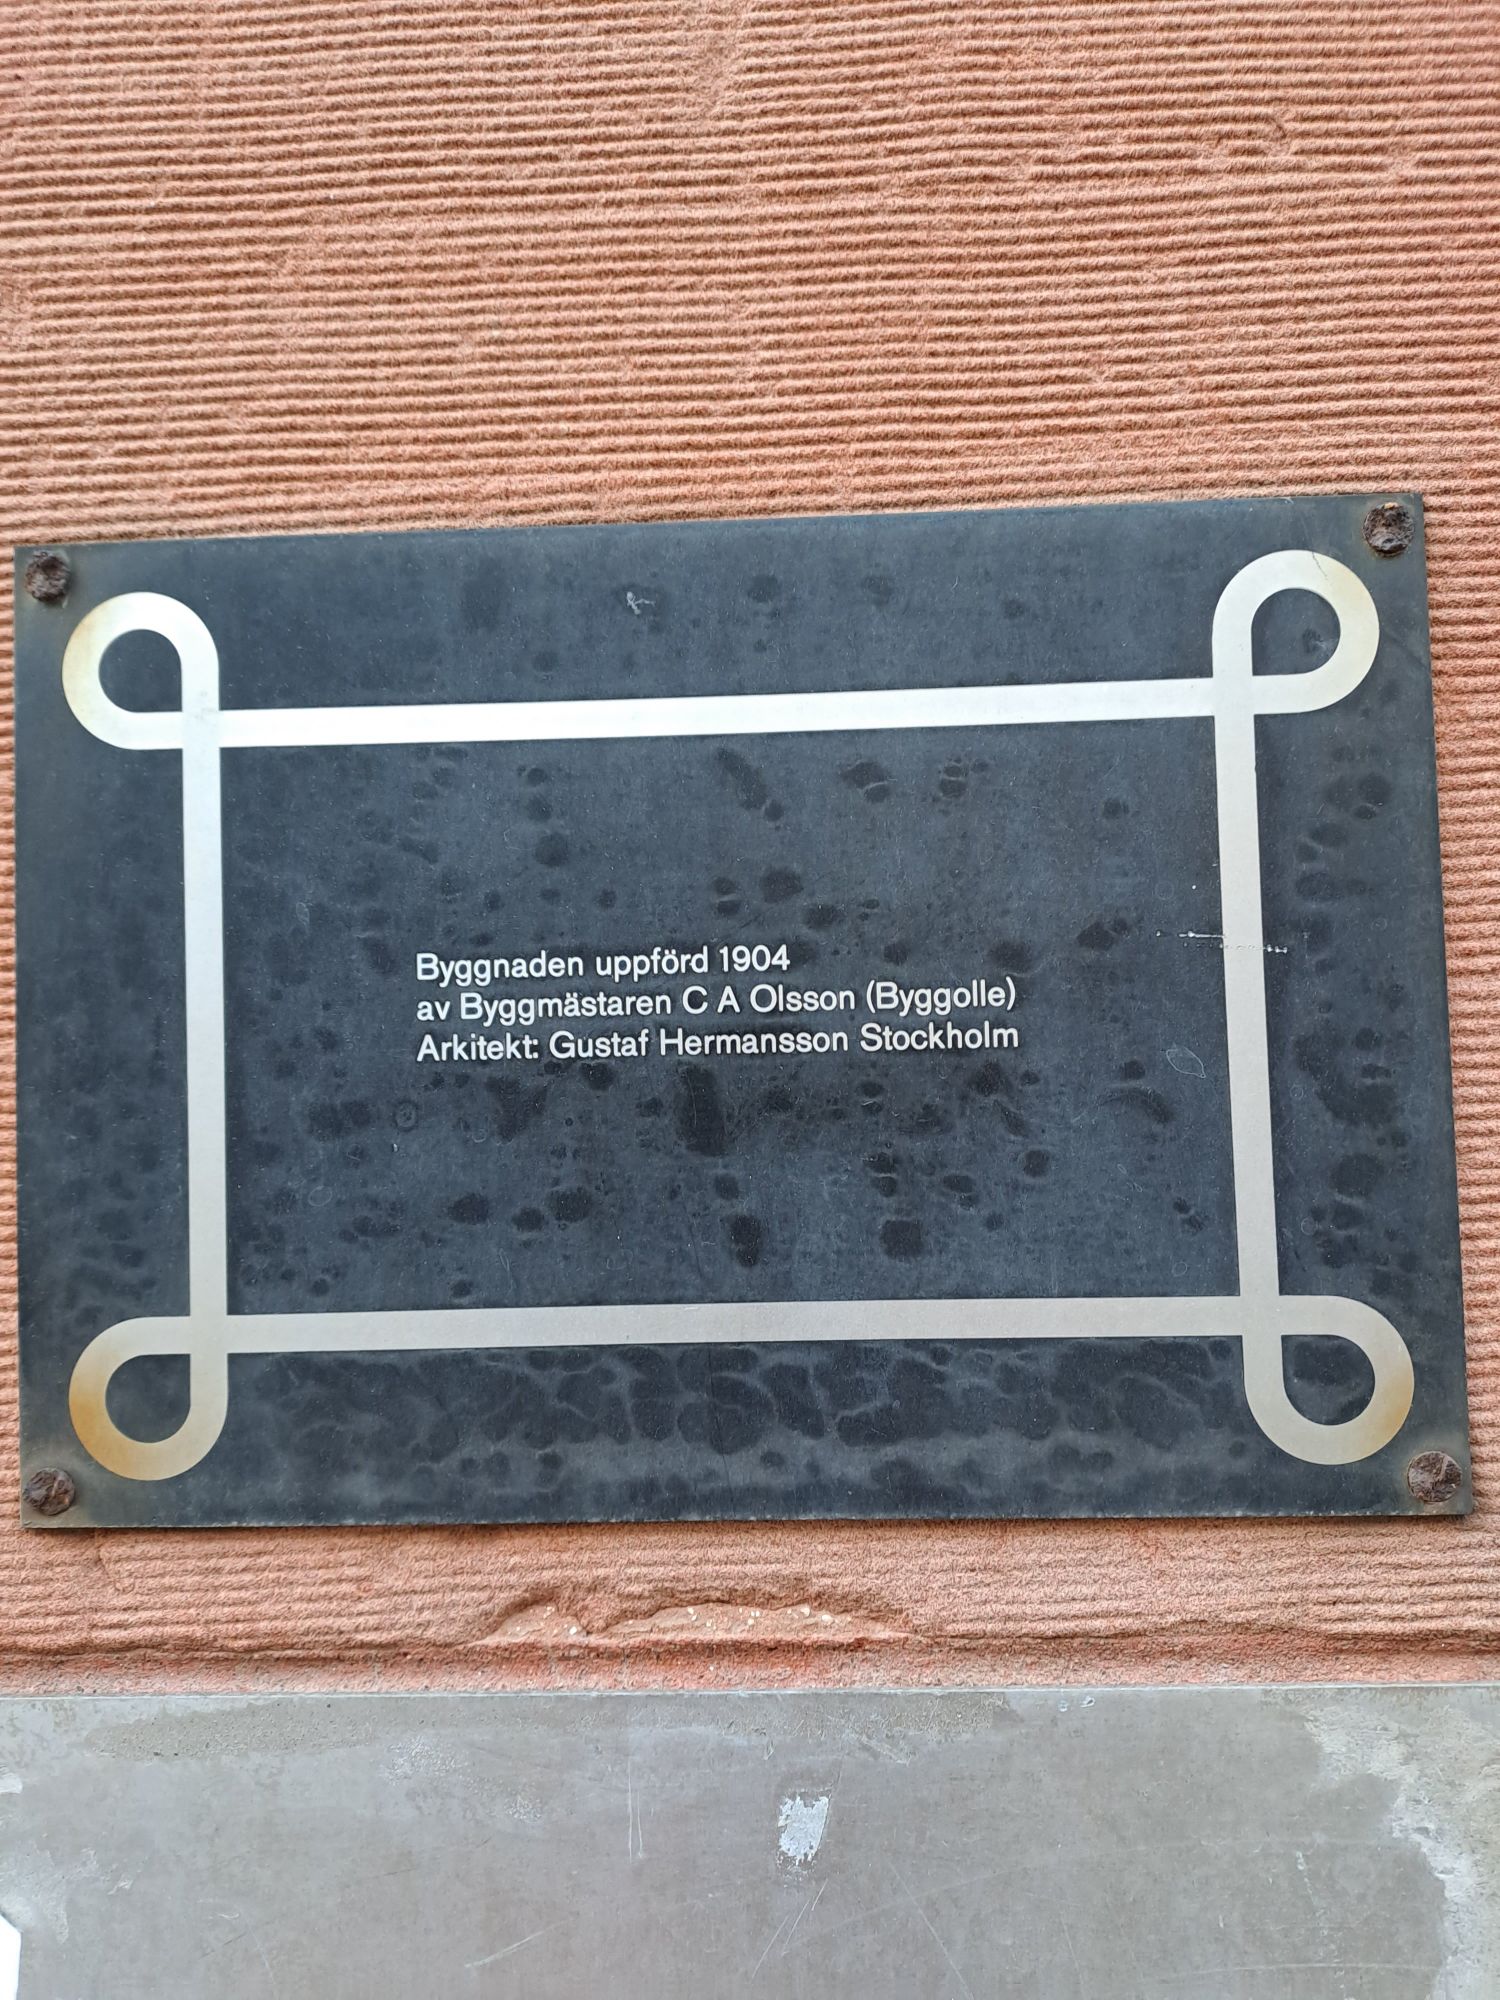 Byggnaden uppförd 1904
av Byggmästaren C A Olsson (Byggolle)
Arkitekt: Gustaf Hermansson Stockholm